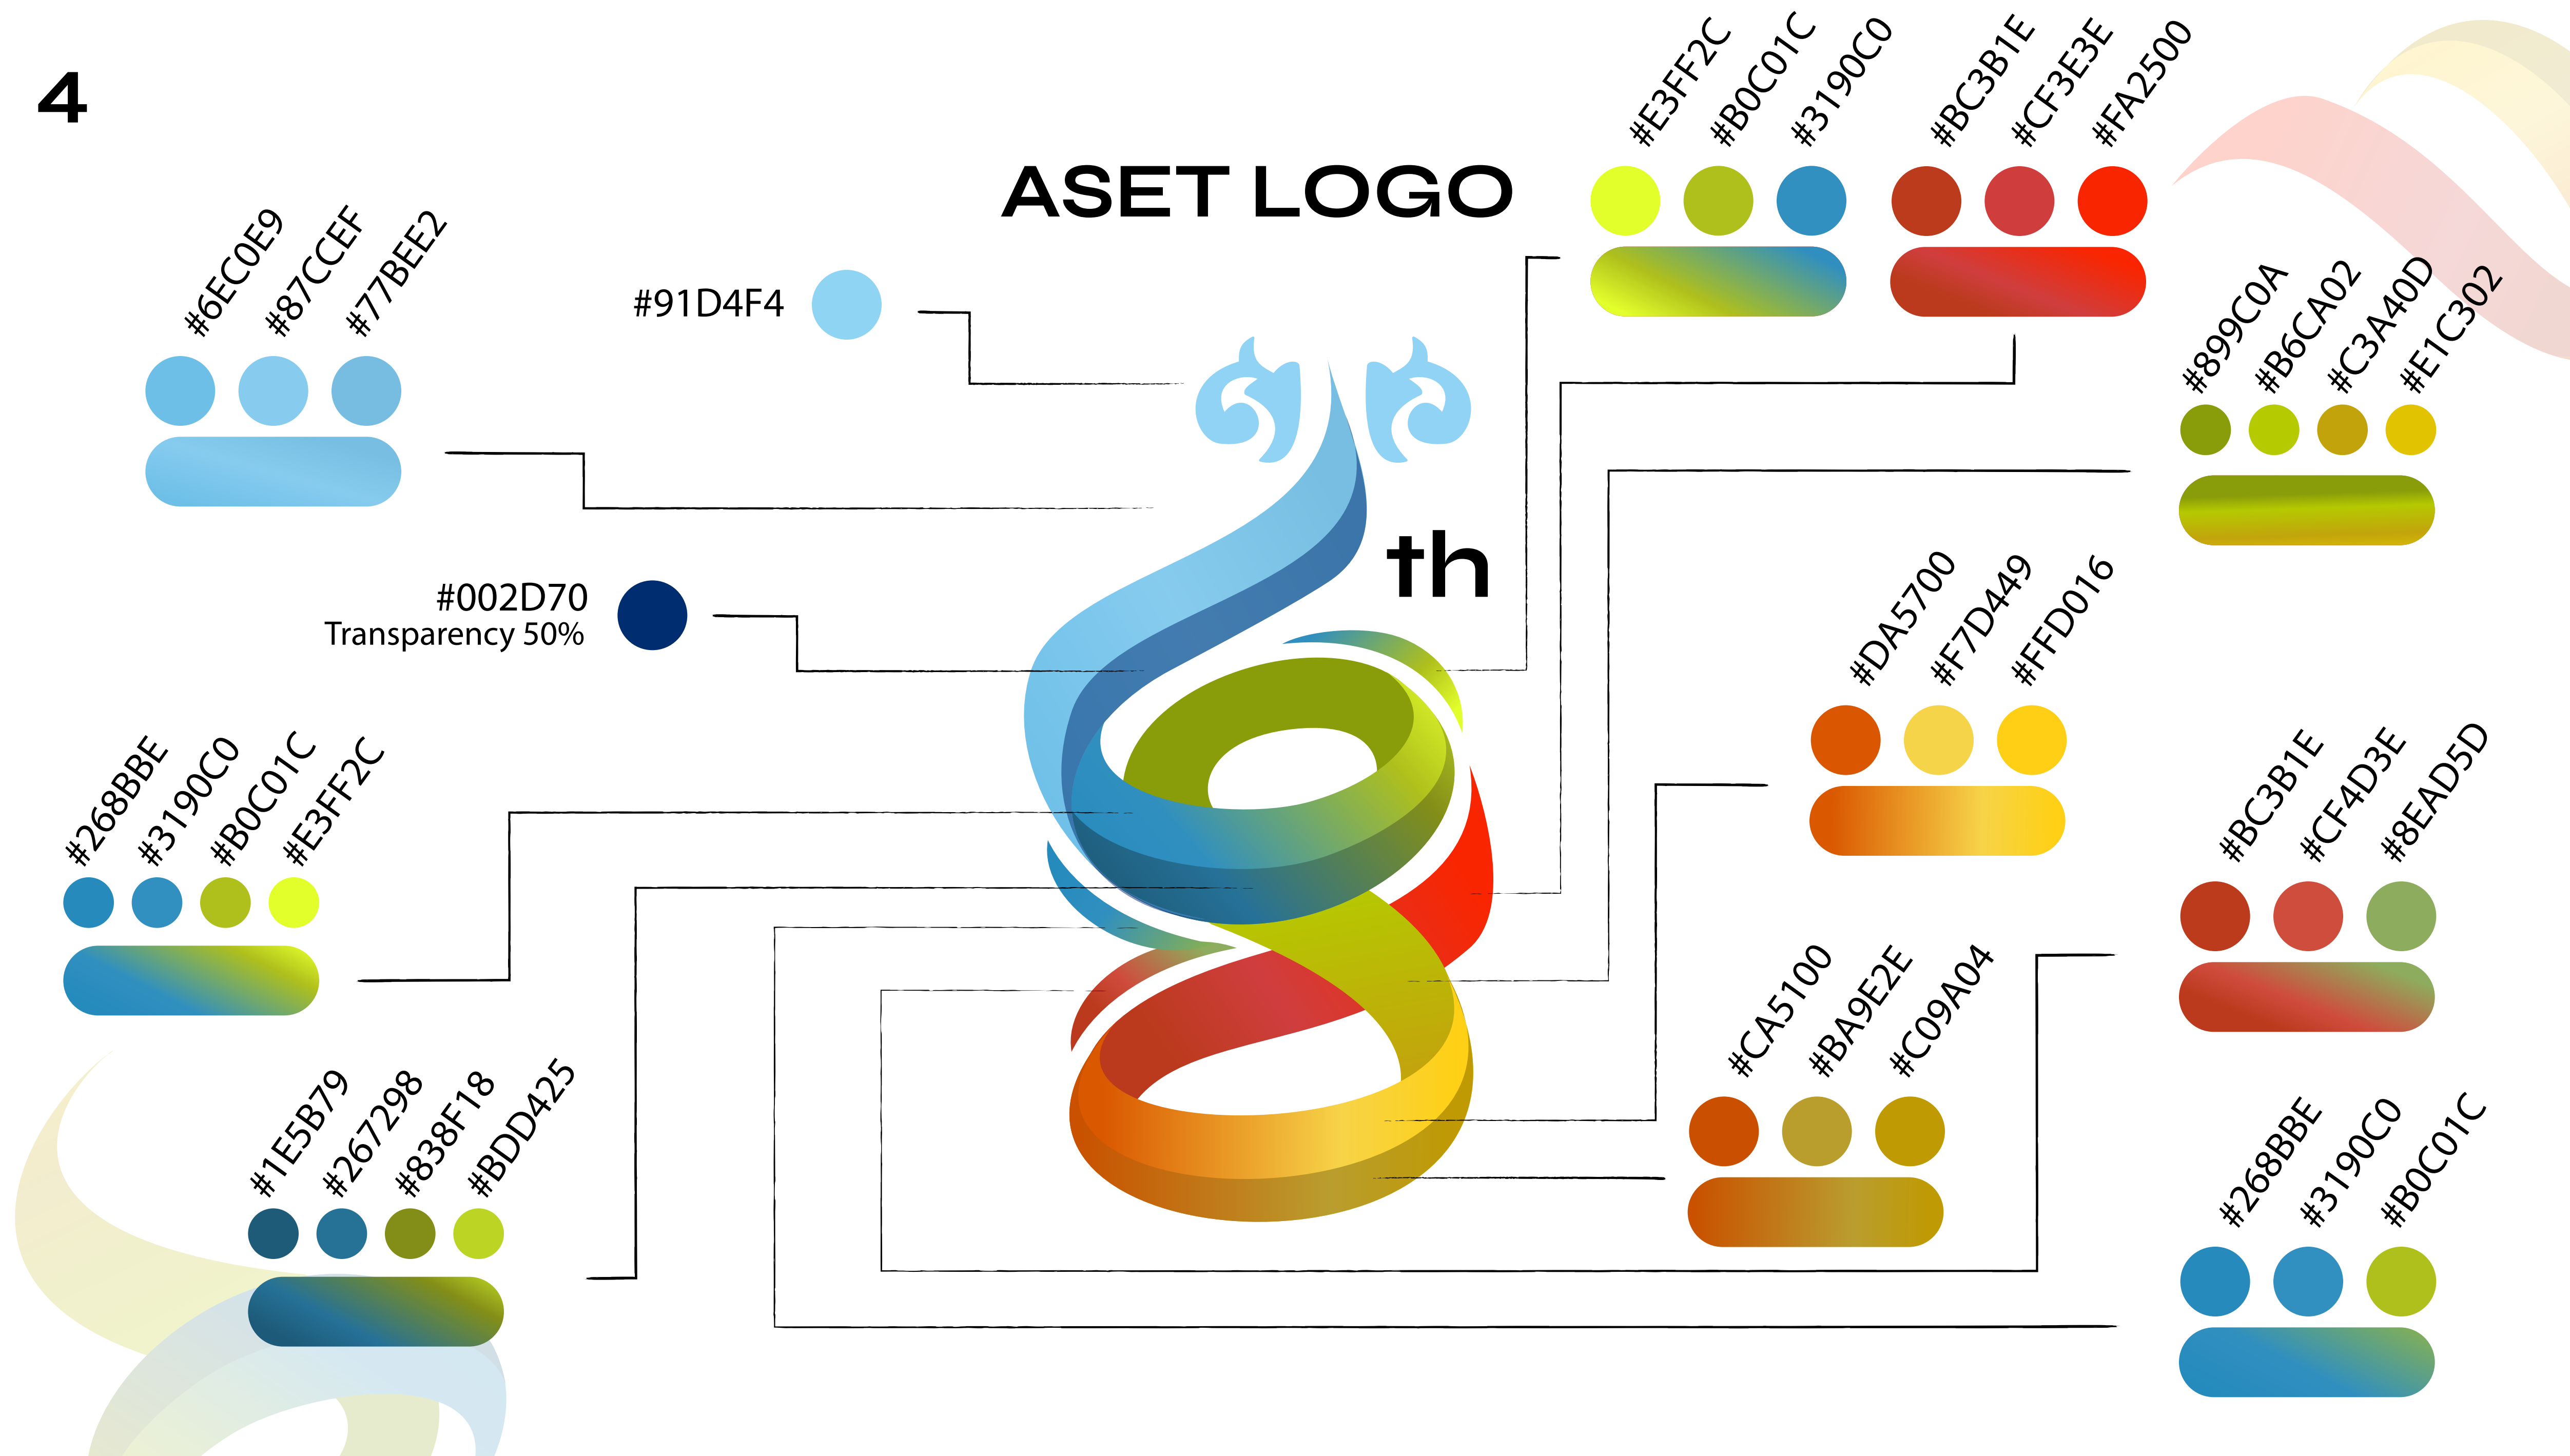 4
ASET LOGO
#6EC0E9
#87CCEF
#77BEE2
#91D4F4
#E3FF2C
#B0C01C
#3190C0
#BC3B1E
#CF3E3E
#FA2500
#899C0A
#B6CA02
#C3A40D
#E1C302
th
#002D70
Transparency 50%
#DA5700
#F7D449
#FFD016
#268BBE
#3190C0
#B0C01C
#E3FF2C
#BC3B1E
#CF4D3E
#8EAD5D
#CA5100
#BA9E2E
#C09A04
#1E5B79
#267298
#838F18
#BDD425
#268BBE
#3190C0
#B0C01C